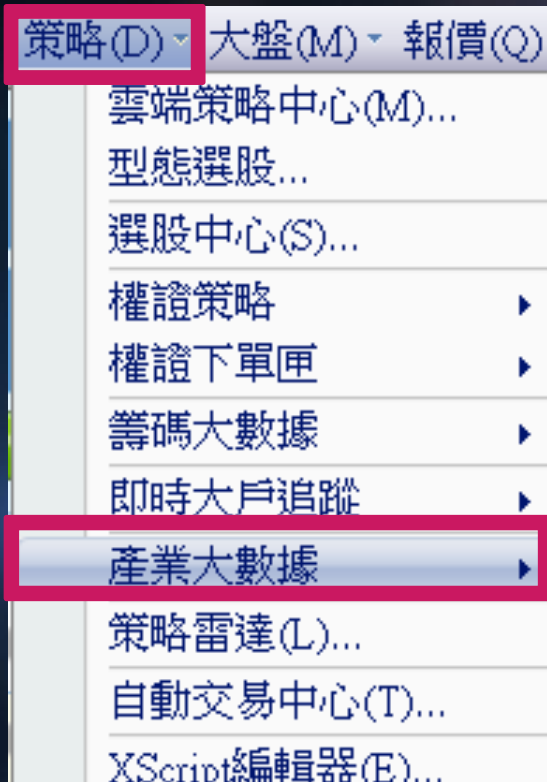 策略(D) 大盤(M) 報價(Q)
雲端策略中心(M)...
型態選股...
選股中心(S)...
權證策略
權證下單匣
籌碼大數據
即時大戶追蹤
產業大數據
策略雷達(L)...
自動交易中心(T)...
XScript編輯器(E)...